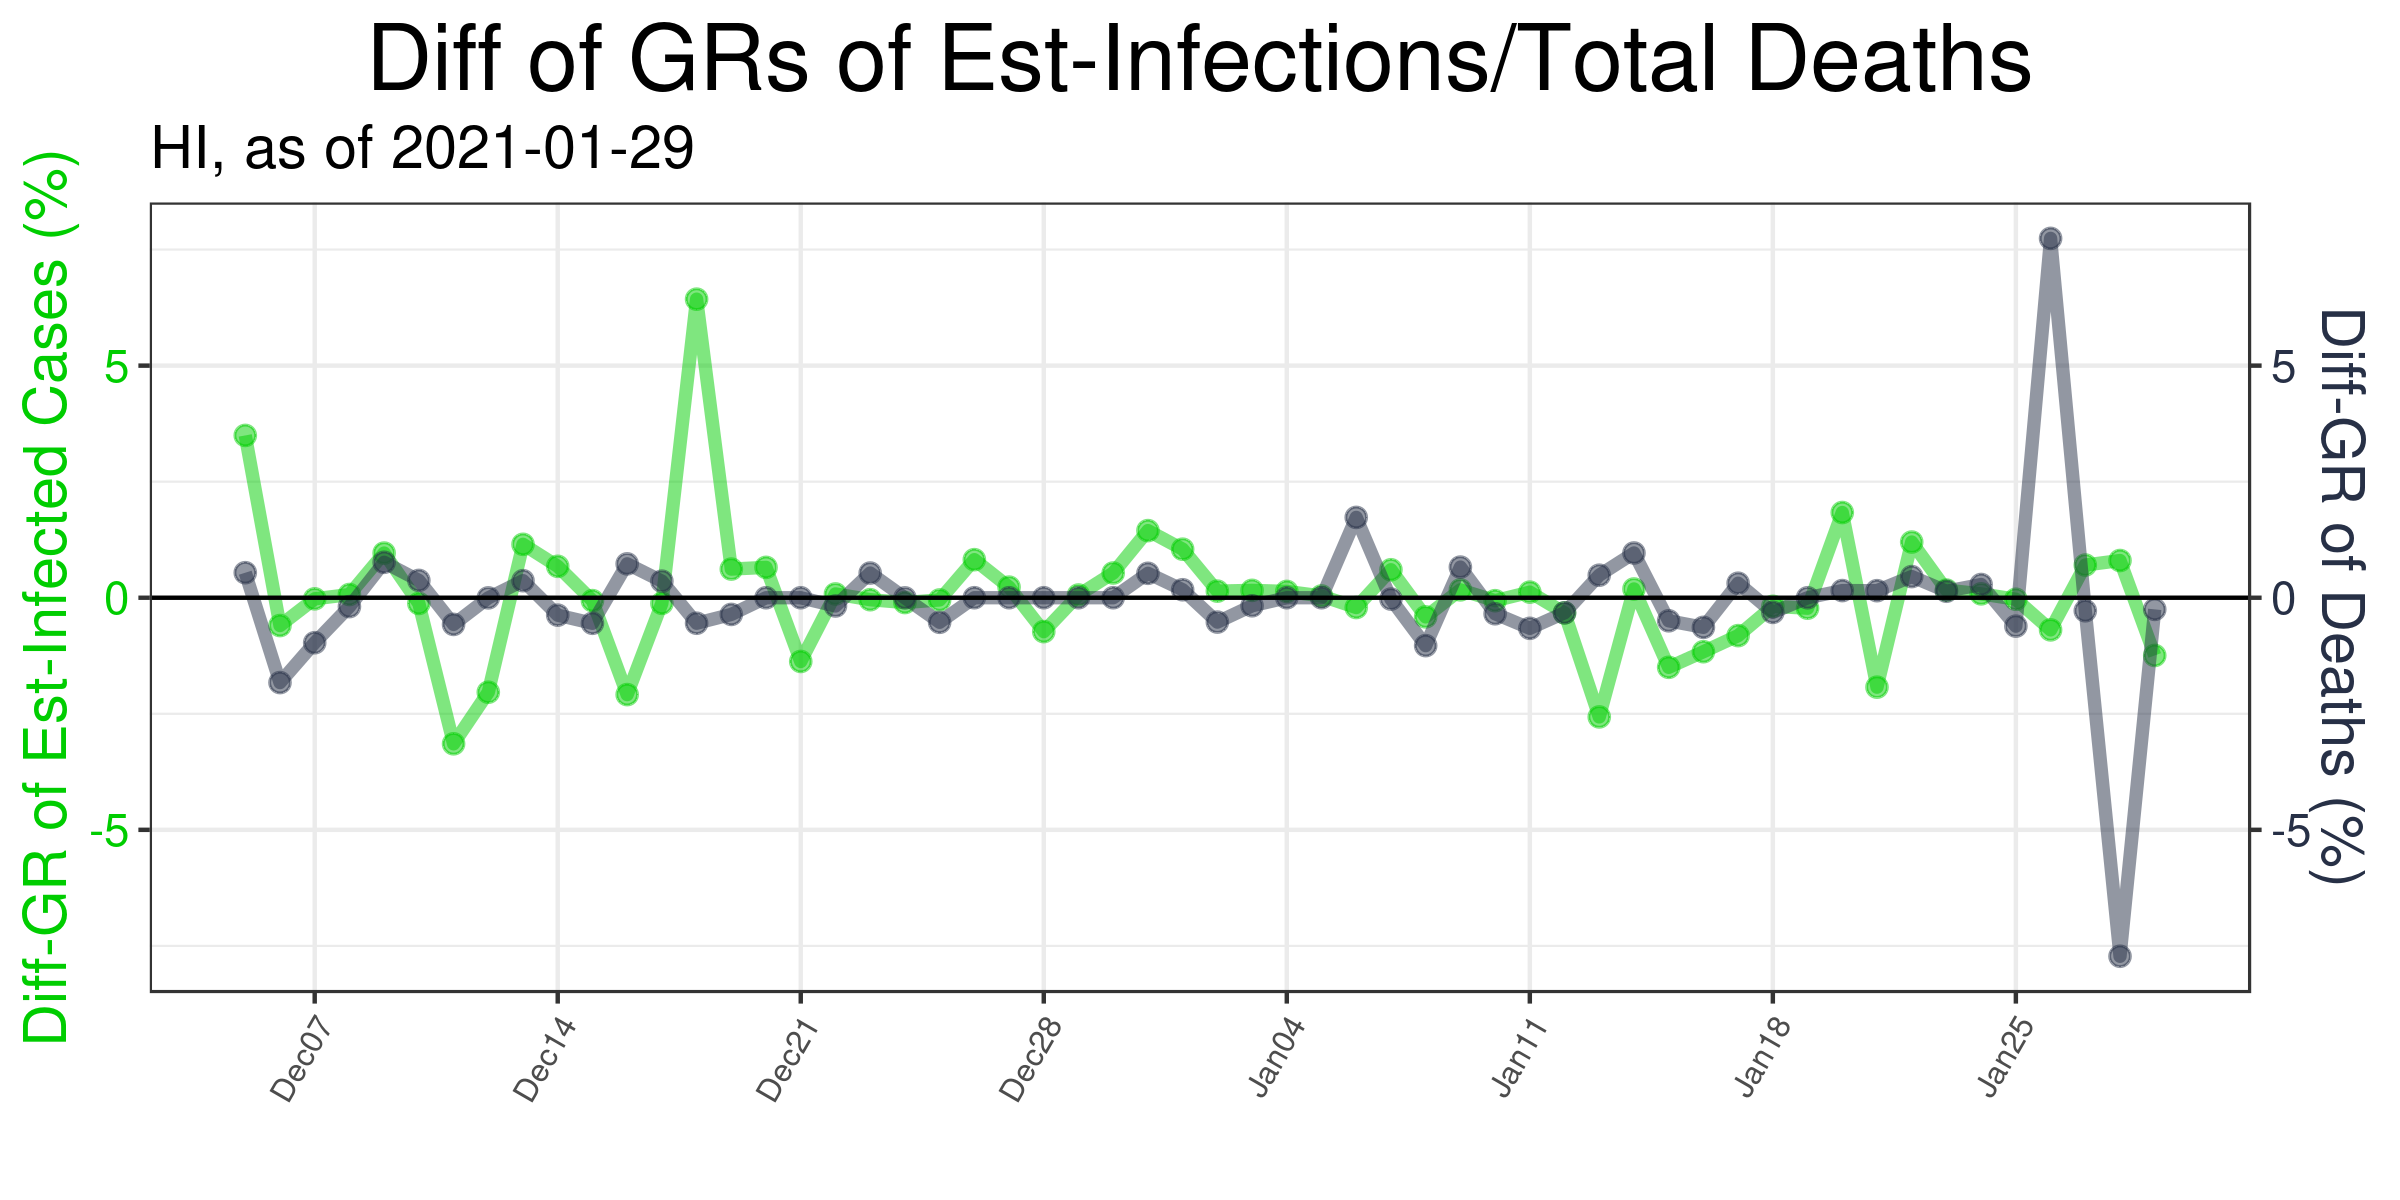 Diff of GRs of Est-Infections/Total Deaths
HI, as of 2021-01-29
Diff-GR of Est-Infected Cases (%)
5
0
-5
5
0
-5
Diff-GR of Deaths (%)
Dec07
Dec14
Dec21
Dec28
Jan04
Jan11
Jan18
Jan25